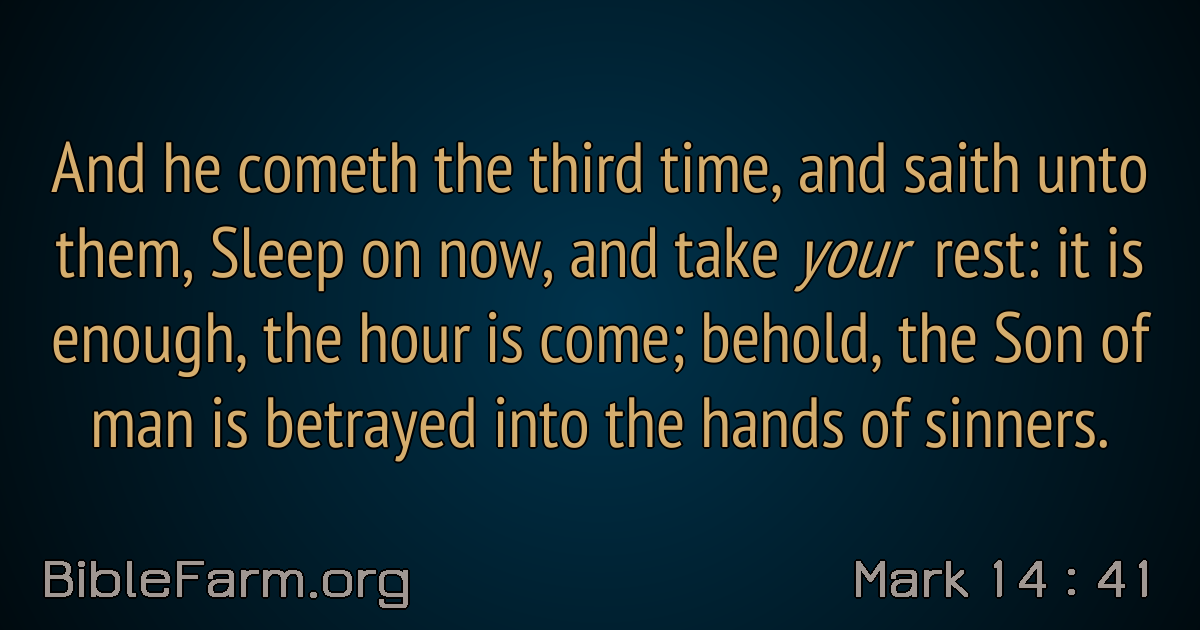 And he cometh the third time, and saith unto
them, Sleep on now, and take your rest: it is
enough, the hour is come; behold, the Son of
man is betrayed into the hands of sinners.
BibleFarm.org
Mark 14 : 41